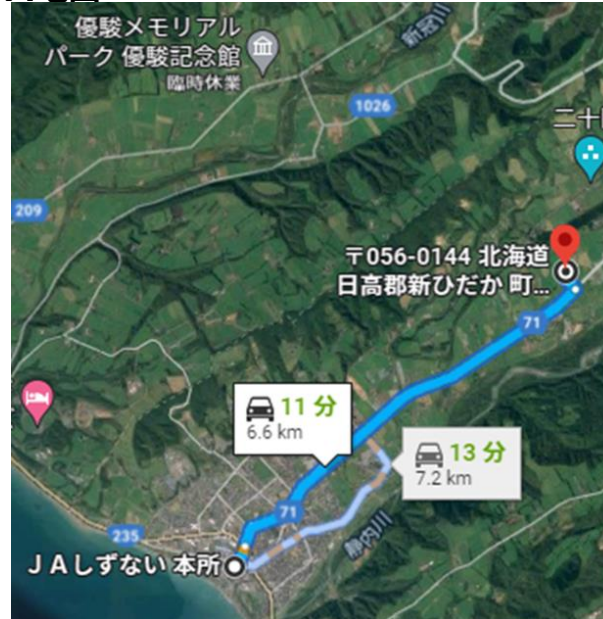 優駿メモリアル
パーク 優駿記念館
臨時休業
新冠川
1026
二十
209
〒056-0144 北海道
日高郡新ひだか 町...
71
11 分
6.6 km
13 分
7.2 km
71
235
静内川
ＪＡしずない 本所